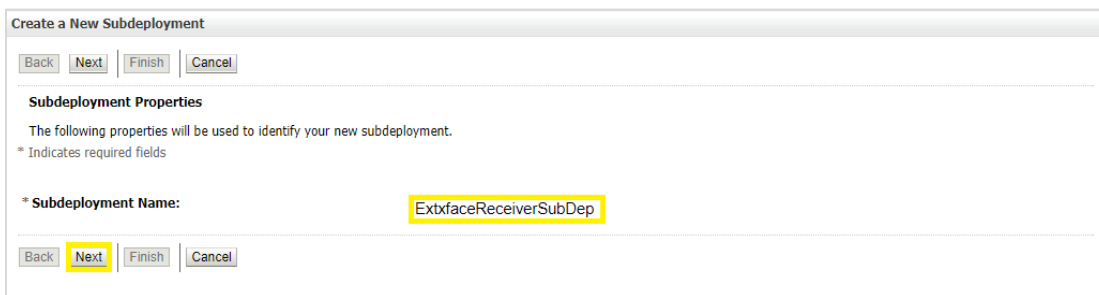 Create a New Subdeployment
Back Next Finish Cancel
Subdeployment Properties
The following properties will be used to identify your new subdeployment.
* Indicates required fields
* Subdeployment Name: ExtxfaceReceiverSubDep
Back Next Finish Cancel